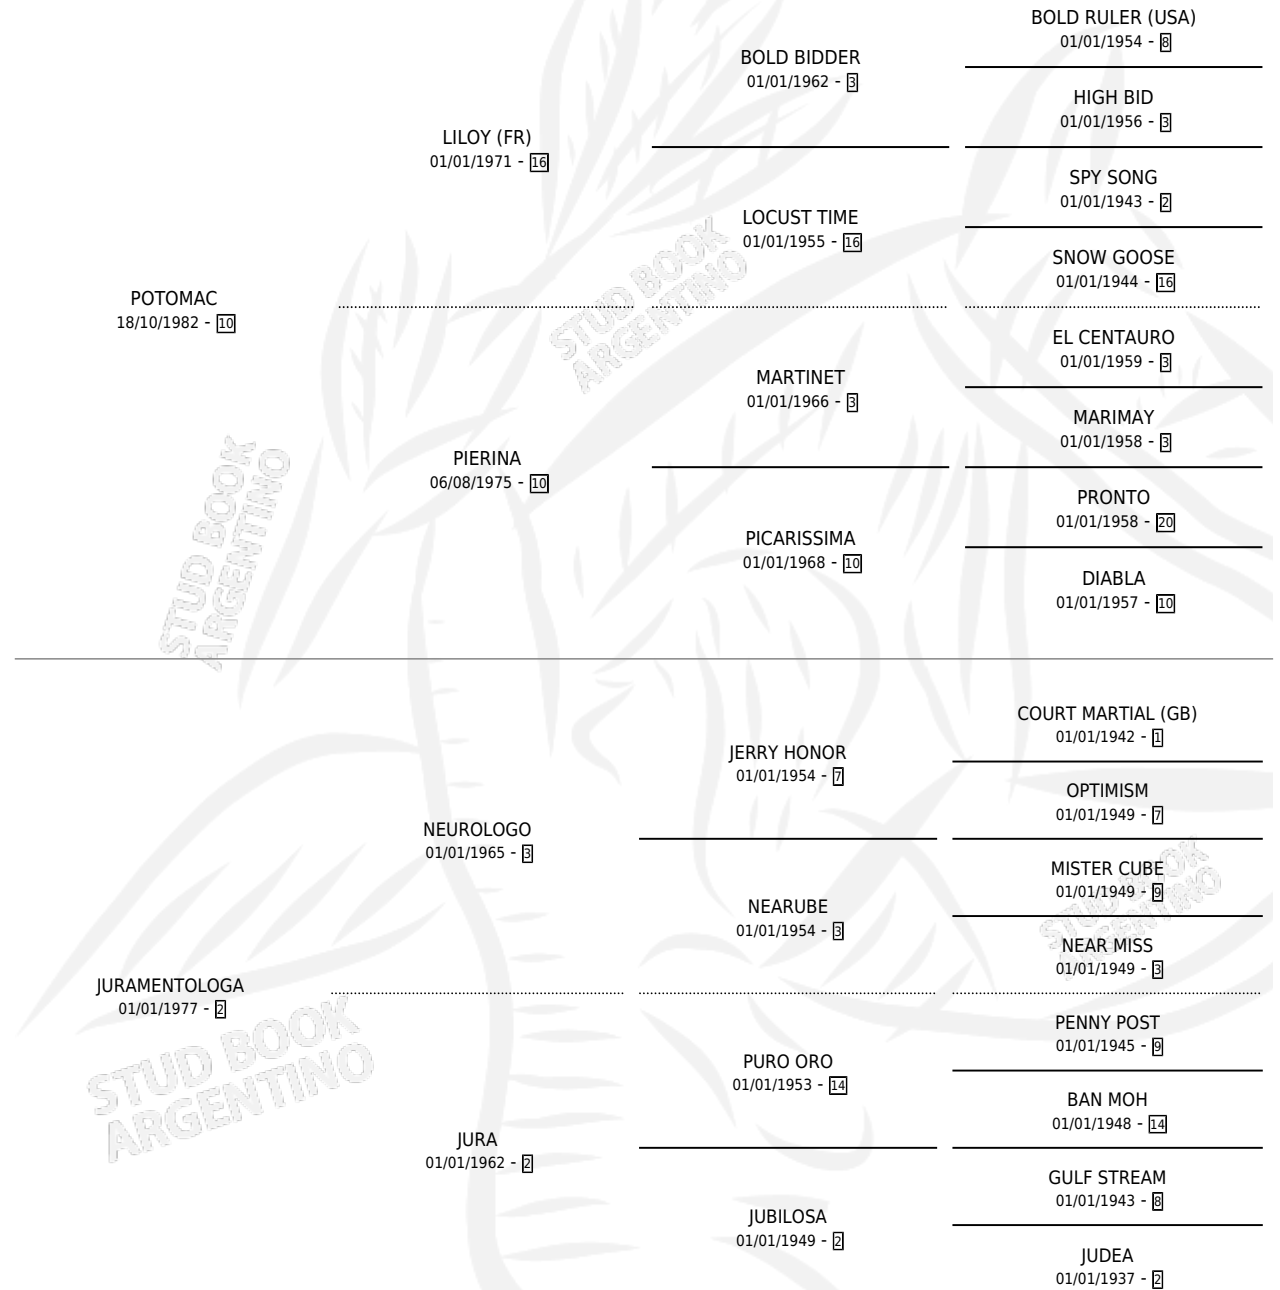 BOLD RULER (USA)
01/01/1954 - 8
BOLD BIDDER
01/01/1962 - 3
HIGH BID
01/01/1956 - 3
LILOY (FR)
01/01/1971 - 16
SPY SONG
01/01/1943 - 2
LOCUST TIME
01/01/1955 - 16
SNOW GOOSE
01/01/1944 - 16
POTOMAC
18/10/1982 - 10
EL CENTAURO
01/01/1959 - 3
MARTINET
01/01/1966 - 3
MARIMAY
01/01/1958 - 3
PIERINA
06/08/1975 - 10
PRONTO
01/01/1958 - 20
PICARISSIMA
01/01/1968 - 10
DIABLA
01/01/1957 - 10
COURT MARTIAL (GB)
01/01/1942 - 1
JERRY HONOR
01/01/1954 - 7
OPTIMISM
01/01/1949 - 7
NEUROLOGO
01/01/1965 - 3
MISTER CUBE
01/01/1949 - 9
NEARUBE
01/01/1954 - 3
NEAR MISS
01/01/1949 - 3
JURAMENTOLOGA
01/01/1977 - 2
PENNY POST
01/01/1945 - 9
PURO ORO
01/01/1953 - 14
BAN MOH
01/01/1948 - 14
JURA
01/01/1962 - 2
GULF STREAM
01/01/1943 - 8
JUBILOSA
01/01/1949 - 2
JUDEA
01/01/1937 - 2
STUD BOOK
ARGENTINO
STUD BOOK
ARGENTINO
STUD BOOK
ARGENTINO
STUD BOOK
ARGENTINO